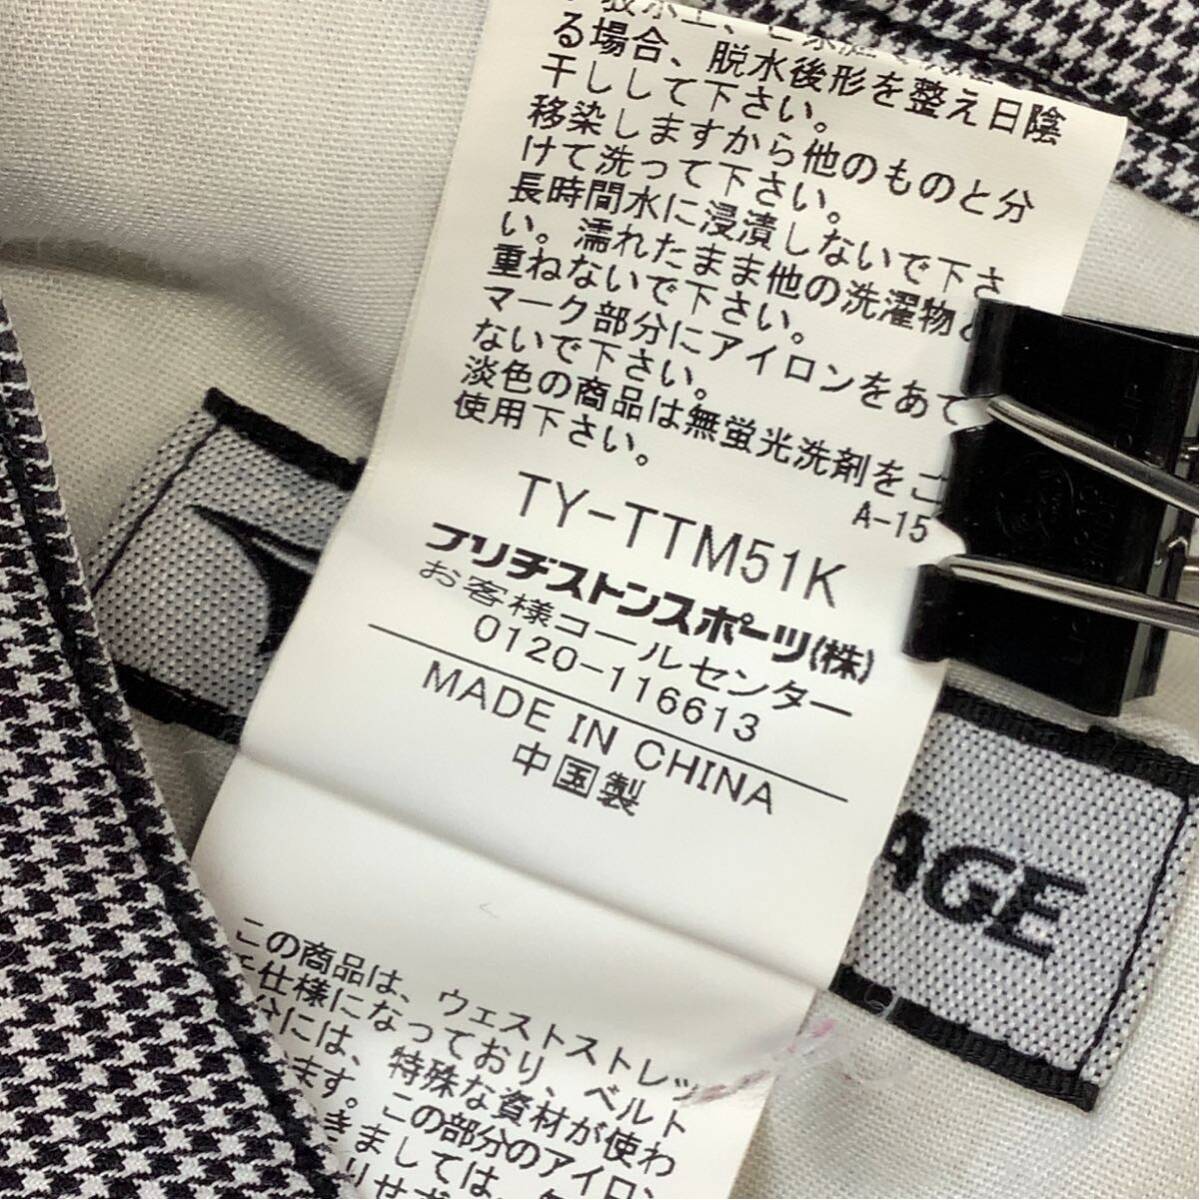 る場合、脱水後形を整え日陰
干しして下さい。
移染しますから他のものと分
けて洗って下さい。
長時間水に浸漬しないで下さ
い。濡れたまま他の洗濯物と
重ねないで下さい。
マーク部分にアイロンをあて
ないで下さい。
淡色の商品は無蛍光洗剤をご
使用下さい。
A-15
TY-TTM51K
ブリヂストンスポーツ(株)
お客様コールセンター
0120-116613
MADE IN CHINA
中国製
AGE
この商品は、ウェストストレッ
チ仕様になっており、ベルト
分には、特殊な資材が使わ
ます。この部分のアイロン
きましては、